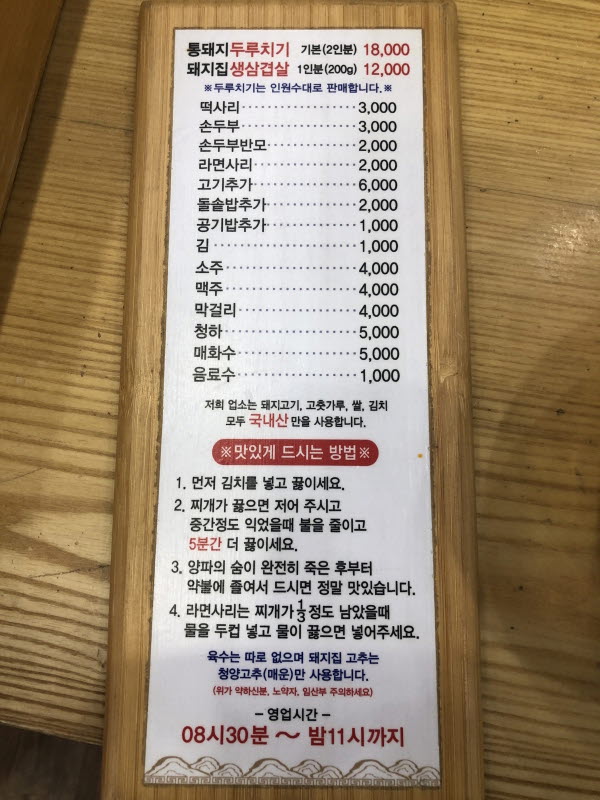 통돼지두루치기 기본(2인분) 18,000
돼지집생삼겹살 1인분(200g) 12,000
※두루치기는 인원수대로 판매합니다.※
떡사리 3,000
손두부 3,000
손두부반모 2,000
라면사리 2,000
고기추가 6,000
돌솥밥추가 2,000
공기밥추가 1,000
김 1,000
소주 4,000
맥주 4,000
막걸리 4,000
청하 5,000
매화수 5,000
음료수 1,000
저희 업소는 돼지고기, 고춧가루, 쌀, 김치
모두 국내산만을 사용합니다.
※맛있게 드시는 방법※
1. 먼저 김치를 넣고 끓이세요.
2. 찌개가 끓으면 저어 주시고
중간정도 익었을때 불을 줄이고
5분간 더 끓이세요.
3. 양파의 숨이 완전히 죽은 후부터
약불에 졸여서 드시면 정말 맛있습니다.
4. 라면사리는 찌개가 1/3정도 남았을때
물을 두컵 넣고 물이 끓으면 넣어주세요.
육수는 따로 없으며 돼지집 고추는
청양고추(매운)만 사용합니다.
(위가 약하신분, 노약자, 임산부 주의하세요)
– 영업시간 –
08시30분 ~ 밤11시까지